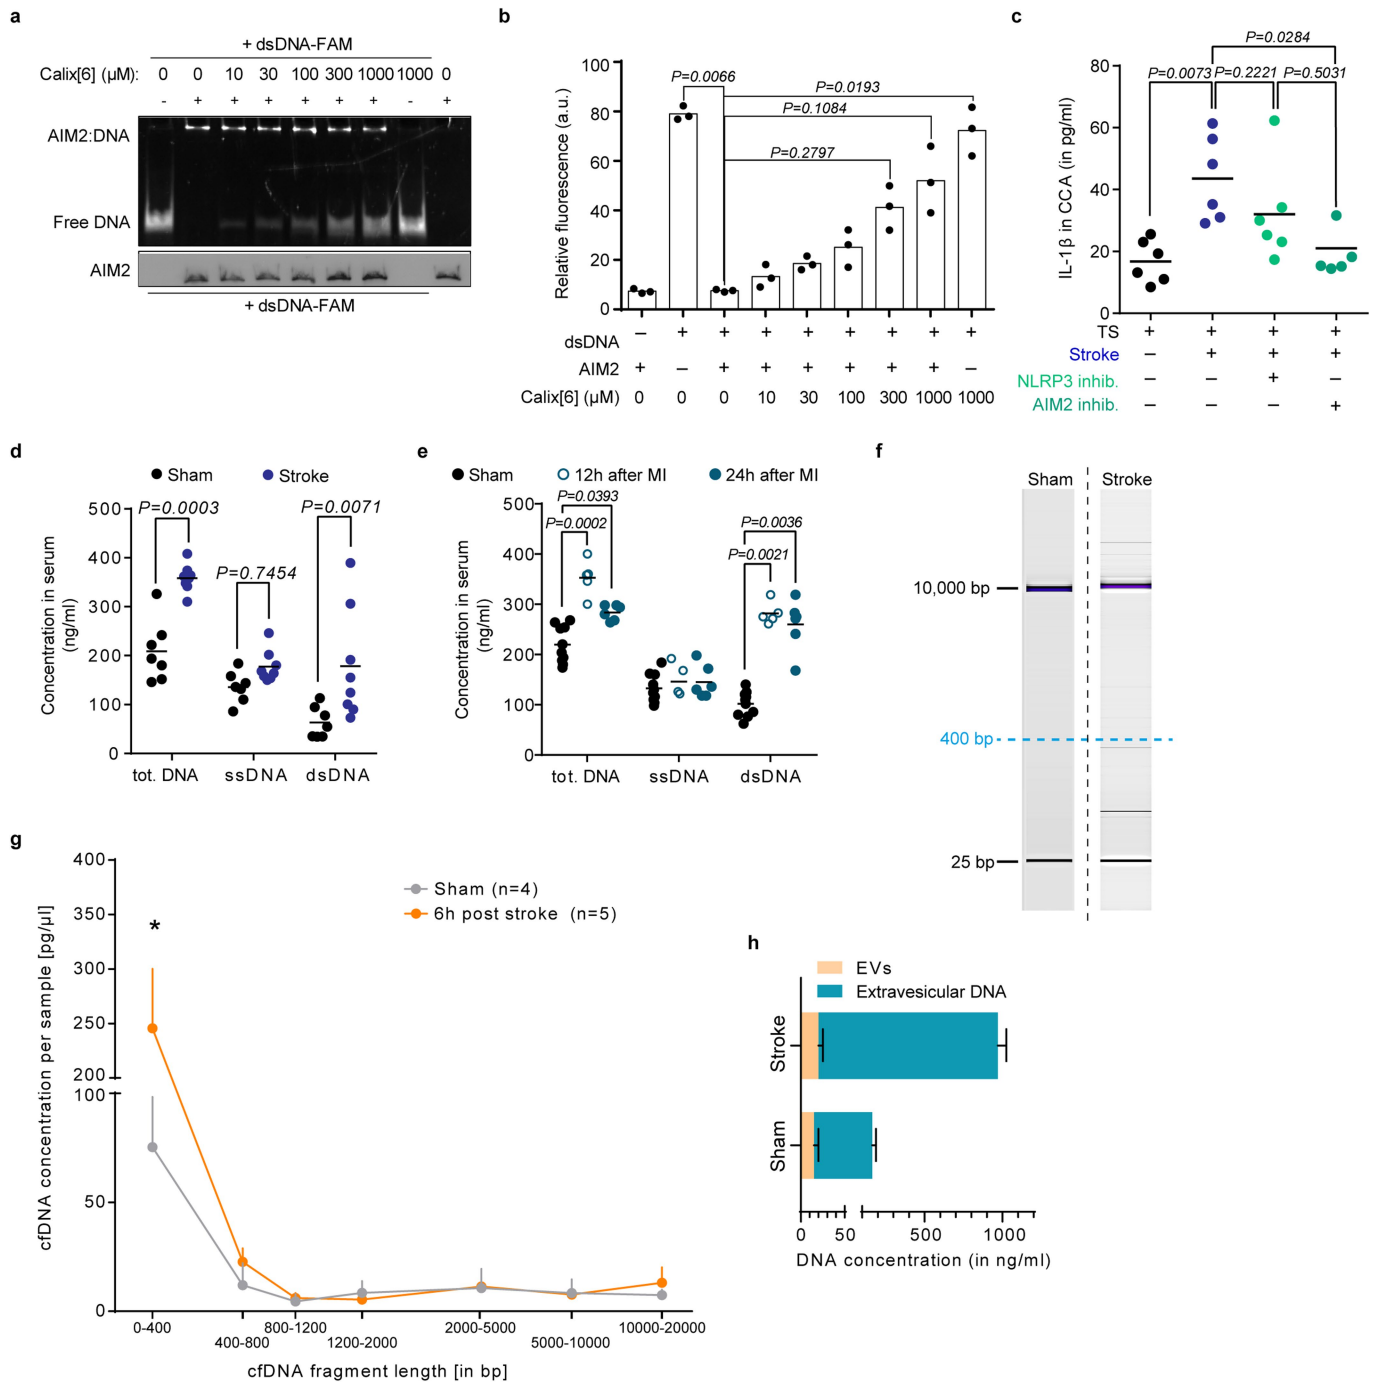 a
+ dsDNA-FAM
Calix[6] (μM): 0 0 10 30 100 300 1000 1000 0
- + + + + + + - +
AIM2:DNA
Free DNA
AIM2
+ dsDNA-FAM
b
Relative fluorescence (a.u.)
100
80
60
40
20
0
P=0.0066
P=0.0193
P=0.1084
P=0.2797
dsDNA – + + + + + + + +
AIM2 + – + + + + + + –
Calix[6] (μM) 0 0 0 10 30 100 300 1000 1000
c
IL-1β in CCA (in pg/ml)
80
60
40
20
0
P=0.0284
P=0.0073 P=0.2221 P=0.5031
TS + + + +
Stroke – + + +
NLRP3 inhib. – – + –
AIM2 inhib. – – – +
d
Sham Stroke
Concentration in serum
(ng/ml)
500
400
300
200
100
0
P=0.0003
P=0.7454
P=0.0071
tot. DNA ssDNA dsDNA
e
Sham 12h after MI 24h after MI
Concentration in serum
(ng/ml)
500
400
300
200
100
0
P=0.0393
P=0.0002
P=0.0036
P=0.0021
tot. DNA ssDNA dsDNA
f
Sham Stroke
10,000 bp
400 bp
25 bp
g
cfDNA concentration per sample [pg/μl]
400
350
300
250
200
100
50
0
*
Sham (n=4)
6h post stroke (n=5)
0-400 800-1200 2000-5000 10000-20000
400-800 1200-2000 5000-10000
cfDNA fragment length [in bp]
h
EVs
Extravesicular DNA
Stroke
Sham
0 50 500 1000
DNA concentration (in ng/ml)